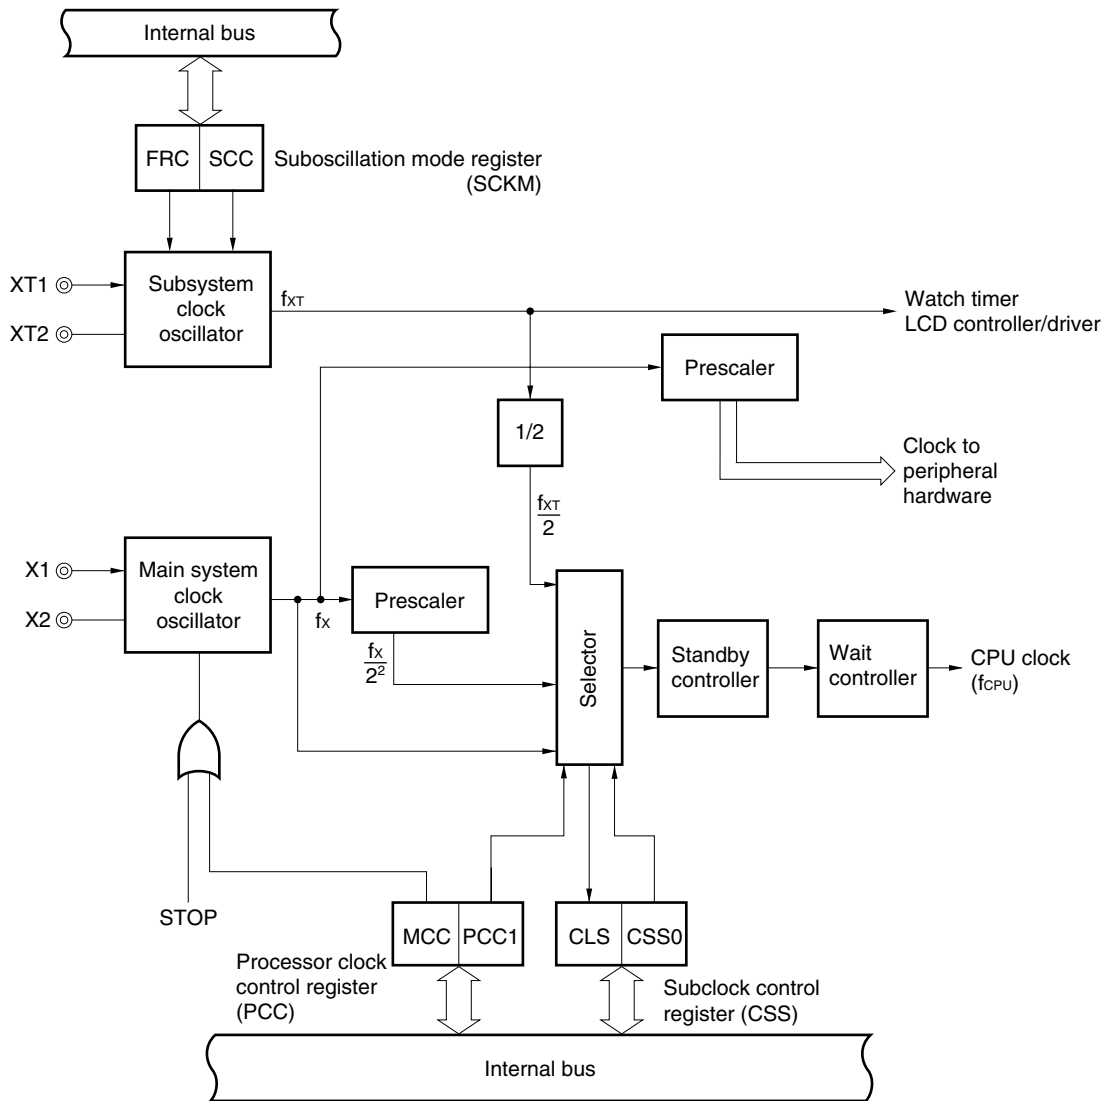 Internal bus
FRC SCC
Suboscillation mode register
(SCKM)
XT1
XT2
Subsystem
clock
oscillator
fXT
Watch timer
LCD controller/driver
Prescaler
1/2
Clock to
peripheral
hardware
fXT
2
X1
X2
Main system
clock
oscillator
fX
Prescaler
fX
2²
Selector
Standby
controller
Wait
controller
CPU clock
(fCPU)
STOP
MCC PCC1
CLS CSS0
Processor clock
control register
(PCC)
Subclock control
register (CSS)
Internal bus